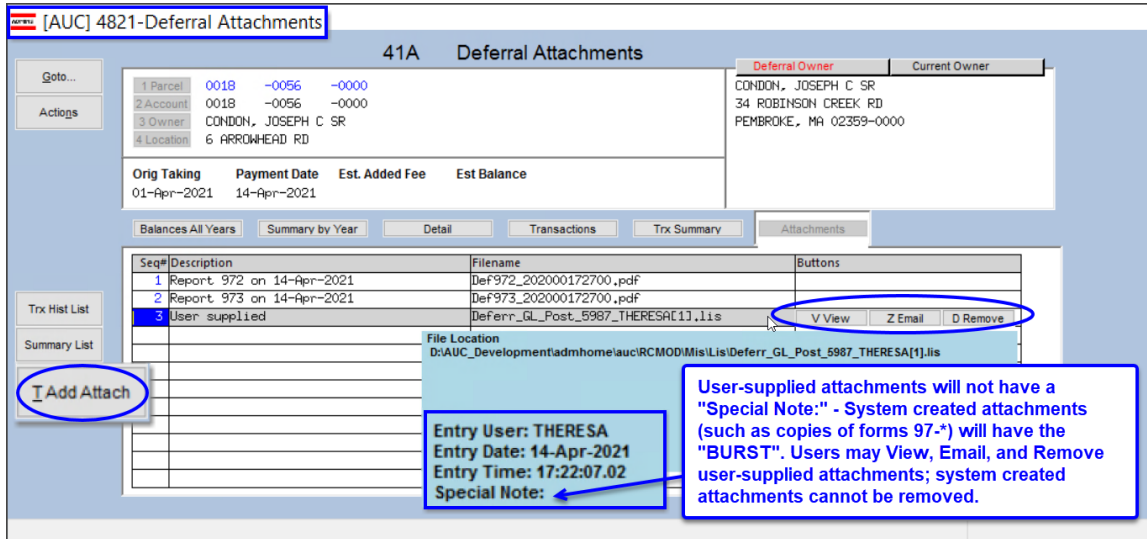 [AUC] 4821-Deferral Attachments
41A Deferral Attachments
Goto...
Actions
1 Parcel 0018 -0056 -0000
2 Account 0018 -0056 -0000
3 Owner CONDON, JOSEPH C SR
4 Location 6 ARROWHEAD RD
Deferral Owner Current Owner
CONDON, JOSEPH C SR
34 ROBINSON CREEK RD
PEMBROKE, MA 02359-0000
Orig Taking Payment Date Est. Added Fee Est Balance
01-Apr-2021 14-Apr-2021
Balances All Years Summary by Year Detail Transactions Trx Summary Attachments
Seq# Description Filename Buttons
1 Report 972 on 14-Apr-2021 Def972_202000172700.pdf
2 Report 973 on 14-Apr-2021 Def973_202000172700.pdf
3 User supplied Deferr_GL_Post_5987_THERESA[1].lis V View Z Email D Remove
Trx Hist List
Summary List
T Add Attach
File Location
D:\AUC_Development\admhome\auc\RCMOD\Mis\Lis\Deferr_GL_Post_5987_THERESA[1].lis
Entry User: THERESA
Entry Date: 14-Apr-2021
Entry Time: 17:22:07.02
Special Note:
User-supplied attachments will not have a
"Special Note:" - System created attachments
(such as copies of forms 97-*) will have the
"BURST". Users may View, Email, and Remove
user-supplied attachments; system created
attachments cannot be removed.